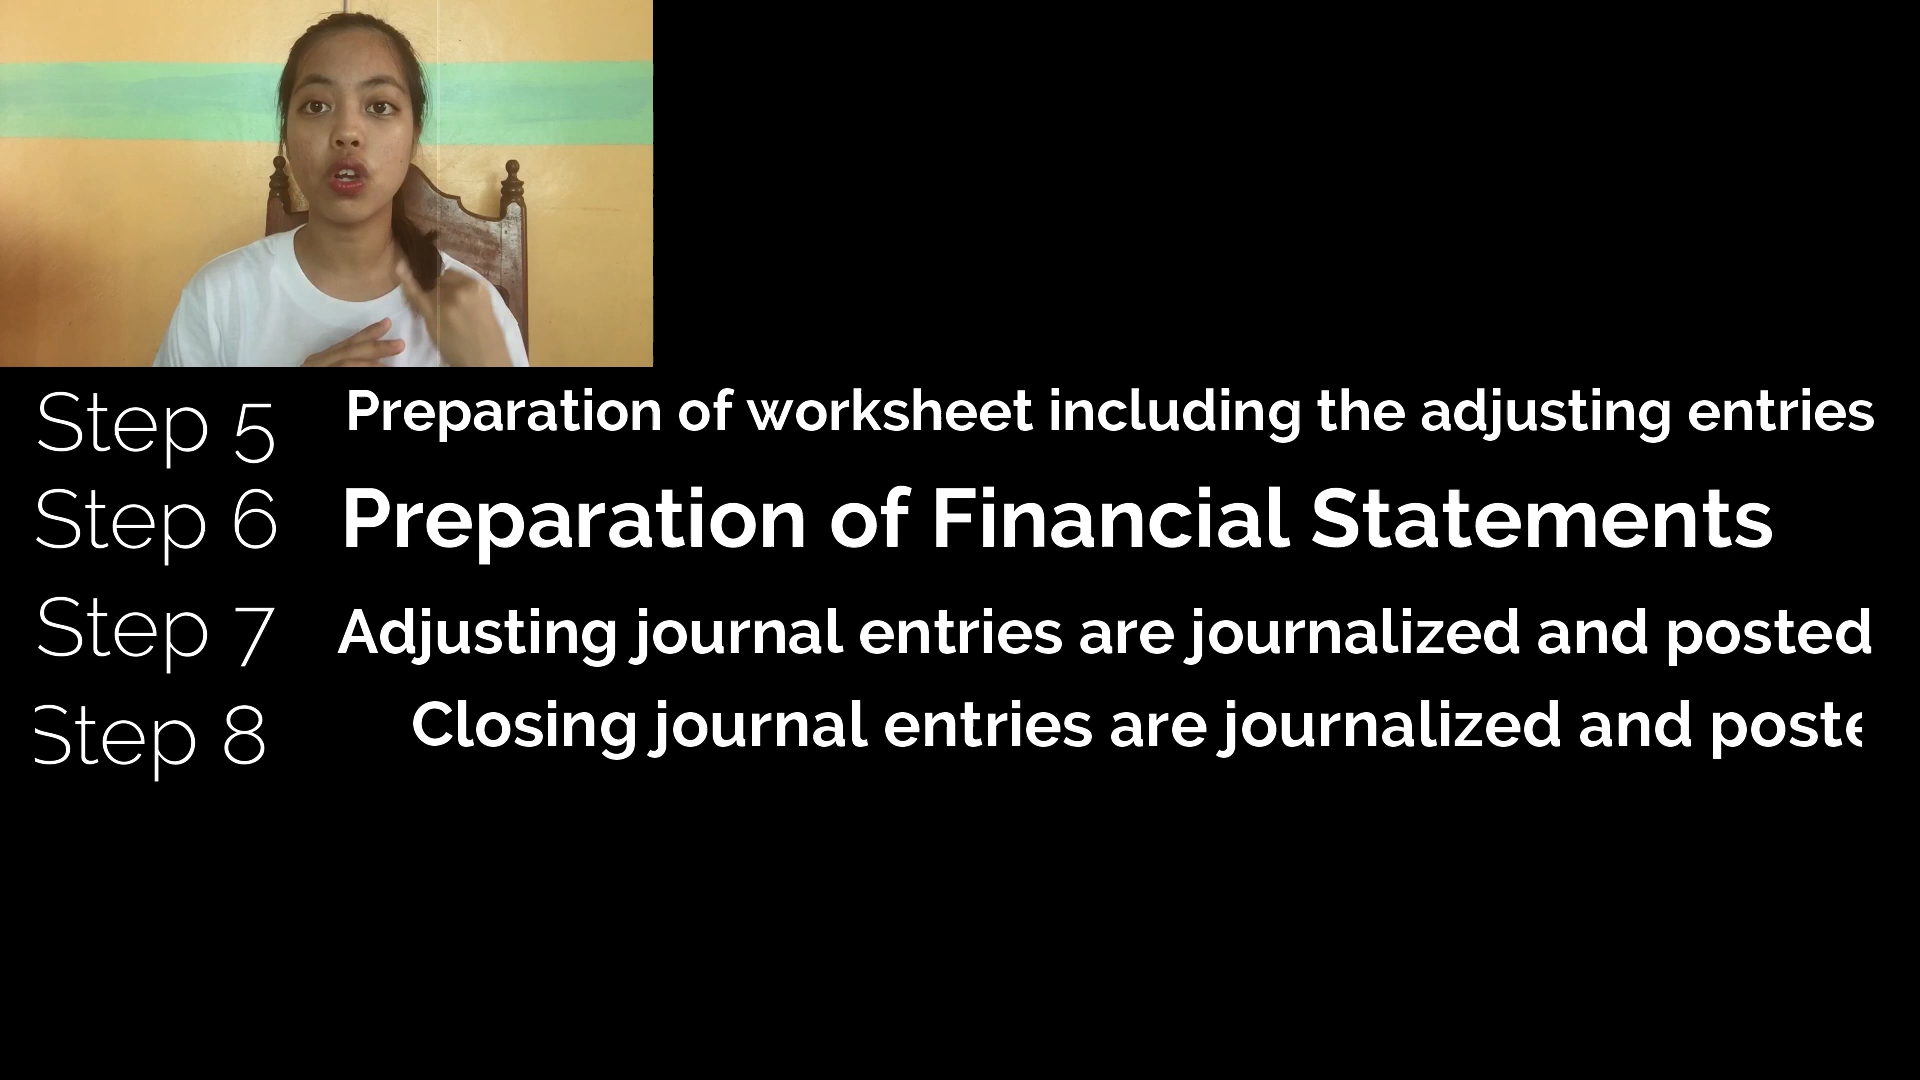 Step 5 Preparation of worksheet including the adjusting entries
Step 6 Preparation of Financial Statements
Step 7 Adjusting journal entries are journalized and posted
Step 8 Closing journal entries are journalized and poste